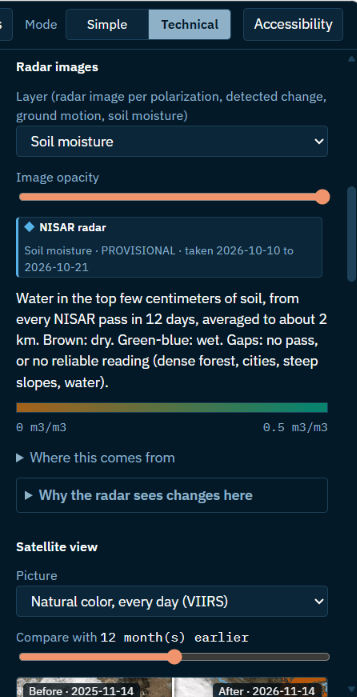 s
Mode
Simple
Technical
Accessibility
Radar images
Layer (radar image per polarization, detected change,
ground motion, soil moisture)
Soil moisture
Image opacity
NISAR radar
Soil moisture · PROVISIONAL · taken 2026-10-10 to
2026-10-21
Water in the top few centimeters of soil, from
every NISAR pass in 12 days, averaged to about 2
km. Brown: dry. Green-blue: wet. Gaps: no pass,
or no reliable reading (dense forest, cities, steep
slopes, water).
0 m3/m3
0.5 m3/m3
Where this comes from
Why the radar sees changes here
Satellite view
Picture
Natural color, every day (VIIRS)
Compare with 12 month(s) earlier
Before · 2025-11-14
After · 2026-11-14